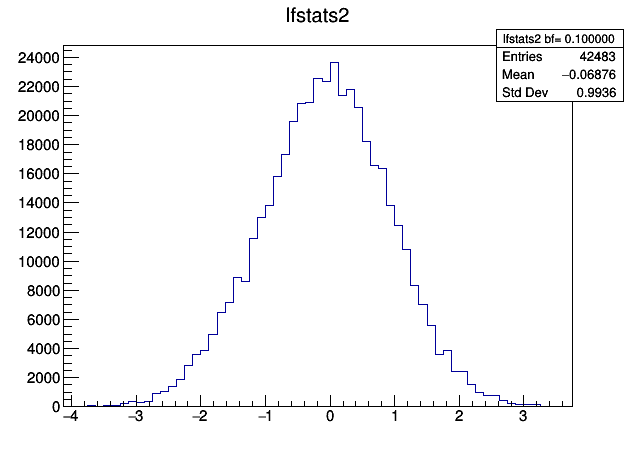 lfstats2
lfstats2 bf= 0.100000
Entries 42483
Mean −0.06876
Std Dev 0.9936
24000
22000
20000
18000
16000
14000
12000
10000
8000
6000
4000
2000
0
−4 −3 −2 −1 0 1 2 3